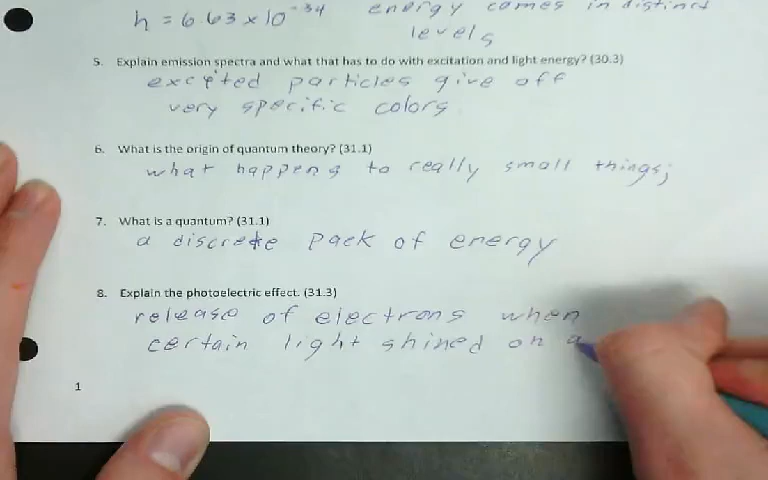 h = 6.63 x 10⁻³⁴ energy comes in distinct
levels
5. Explain emission spectra and what that has to do with excitation and light energy? (30.3)
excited particles give off
very specific colors
6. What is the origin of quantum theory? (31.1)
what happens to really small things;
7. What is a quantum? (31.1)
a discrete pack of energy
8. Explain the photoelectric effect. (31.3)
release of electrons when
certain light shined on a
1